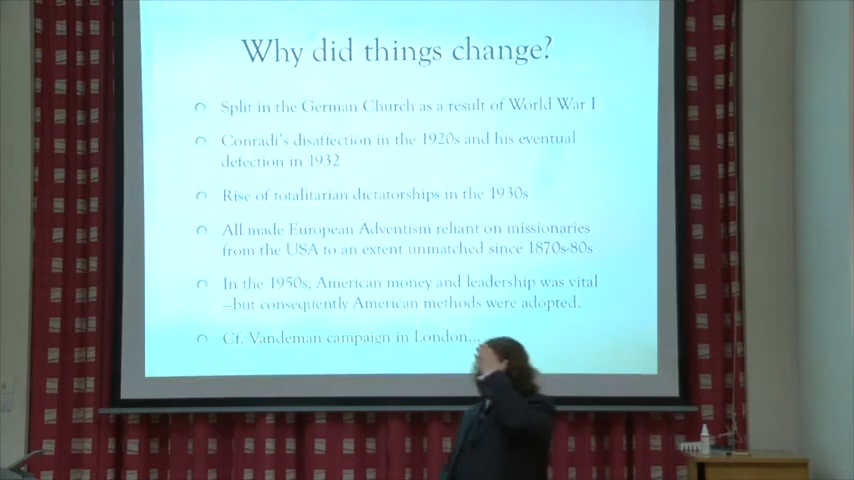 Why did things change?
Split in the German Church as a result of World War I
Conradi's disaffection in the 1920s and his eventual
defection in 1932
Rise of totalitarian dictatorships in the 1930s
All made European Adventism reliant on missionaries
from the USA to an extent unmatched since 1870s-80s
In the 1950s, American money and leadership was vital
—but consequently American methods were adopted.
Cf. Vandeman campaign in London...